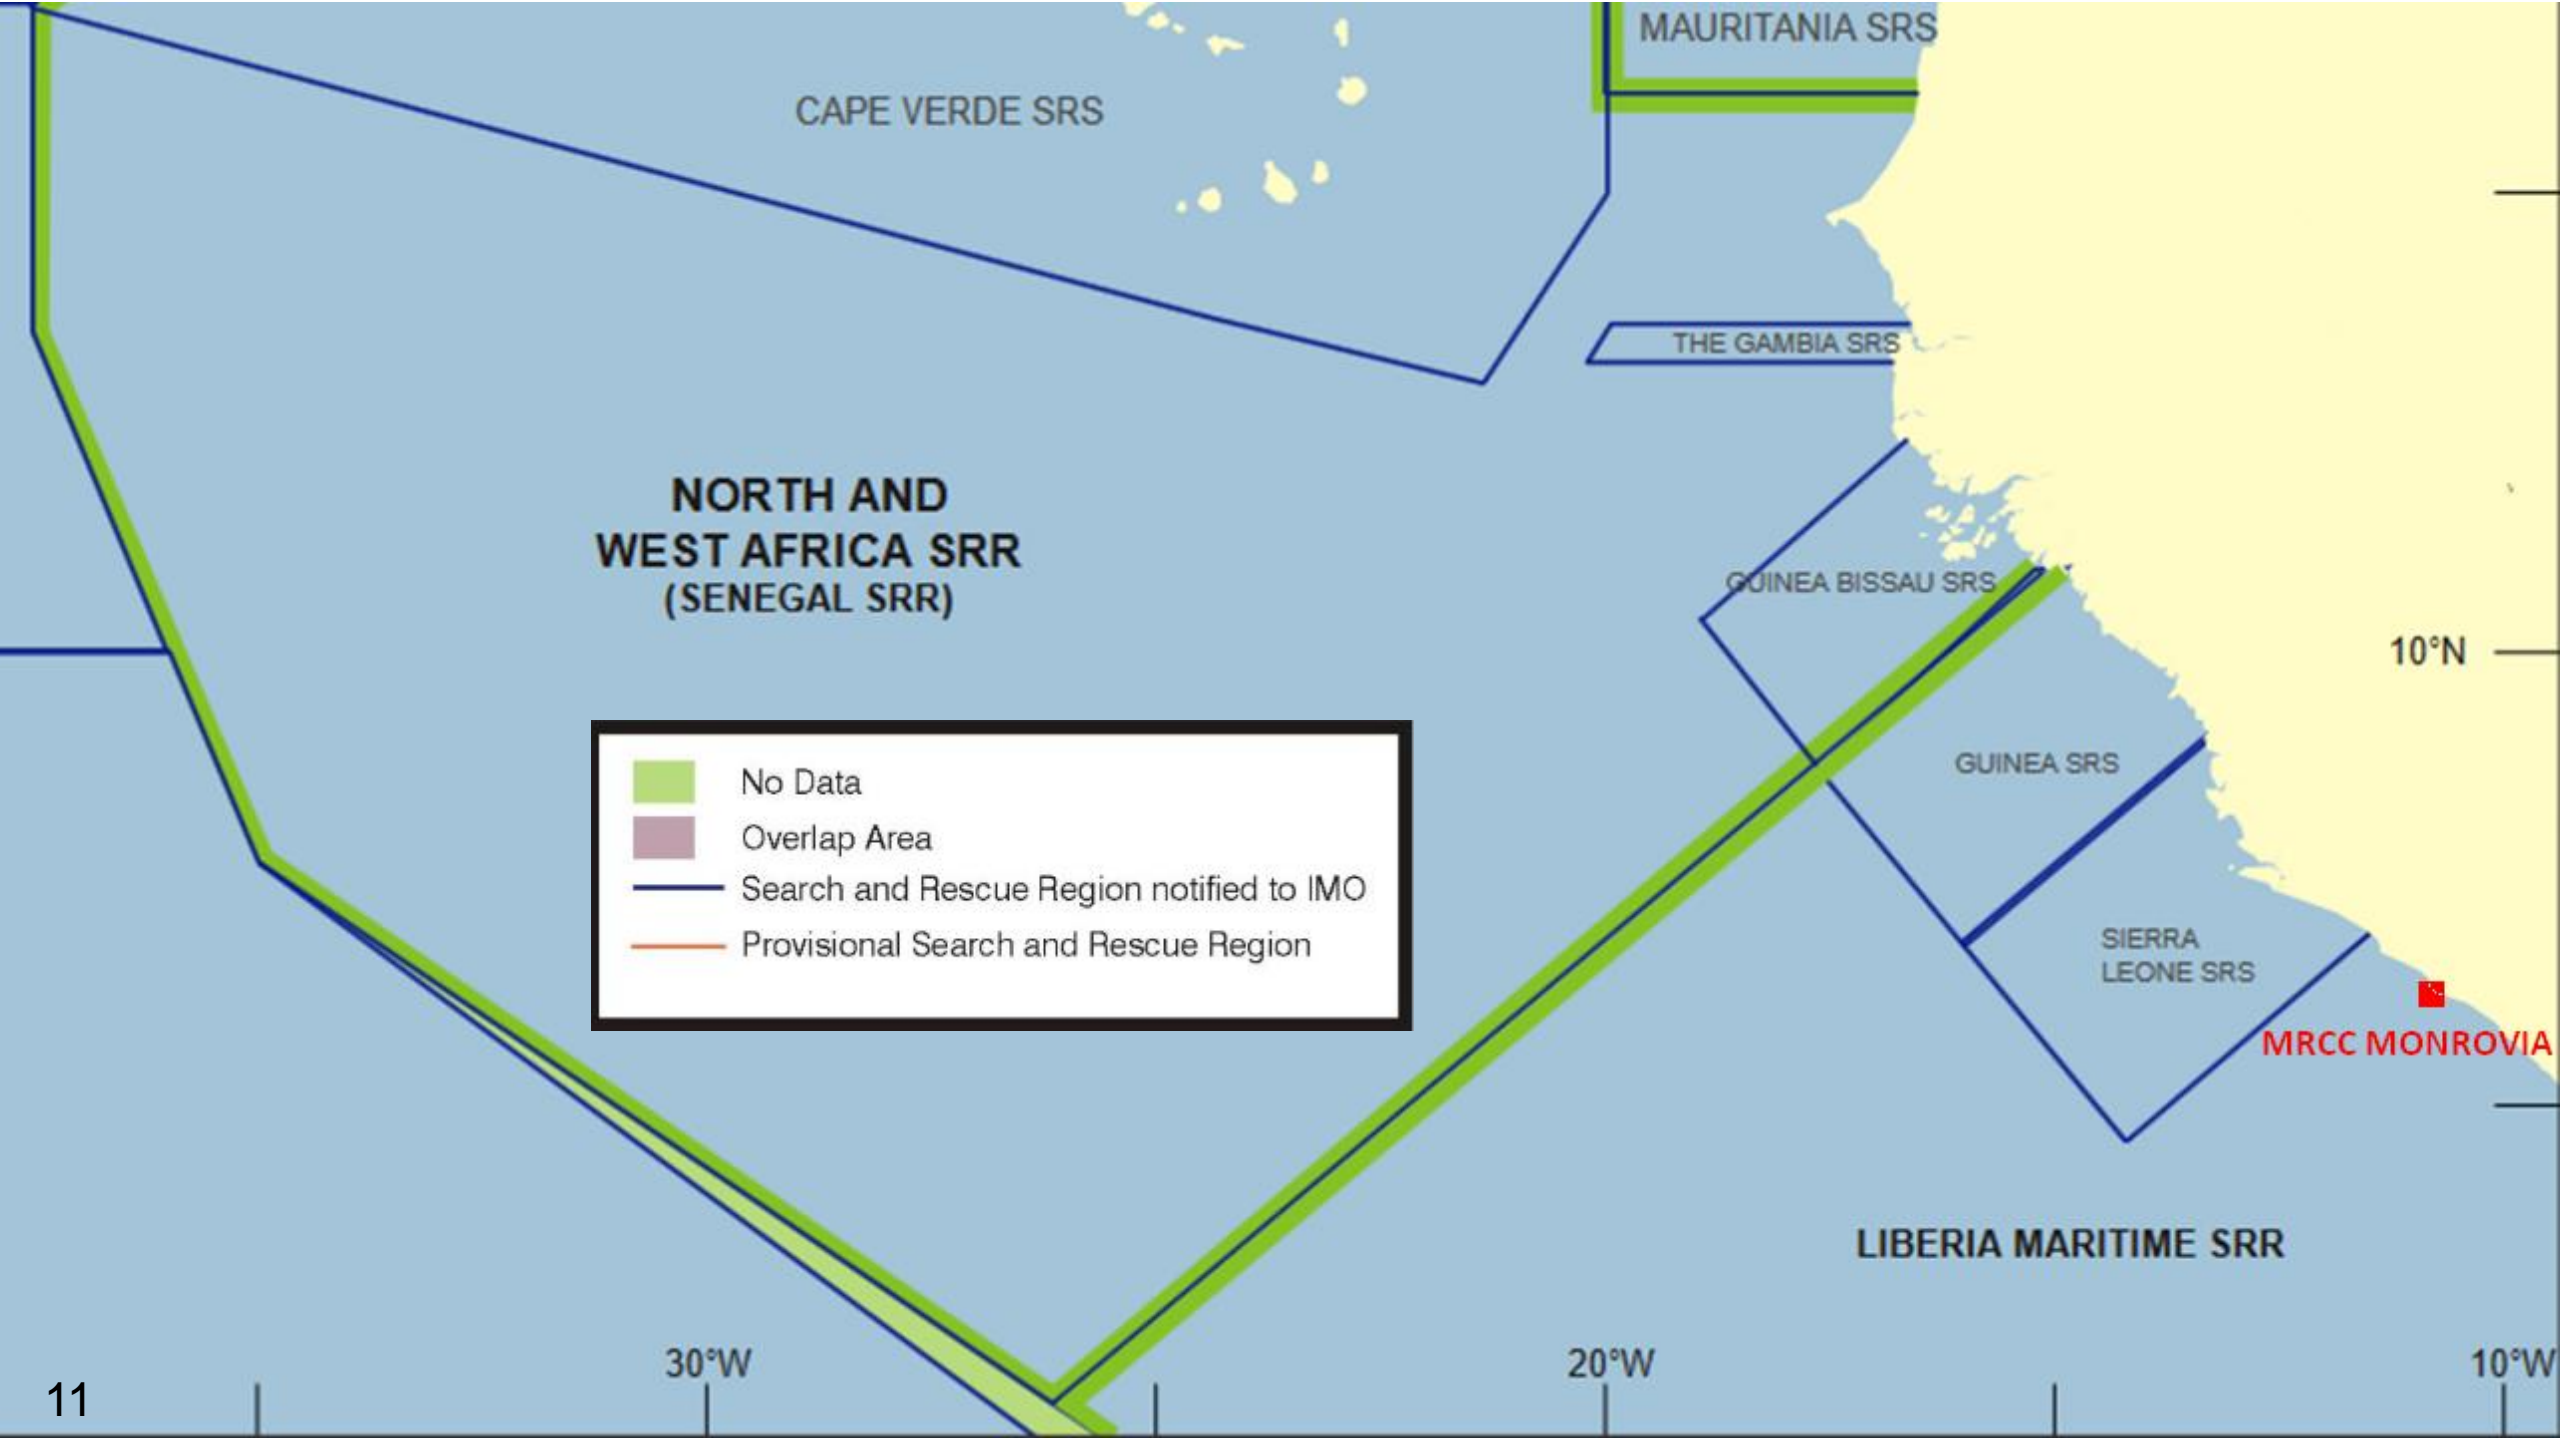 MAURITANIA SRS
CAPE VERDE SRS
THE GAMBIA SRS
NORTH AND
WEST AFRICA SRR
(SENEGAL SRR)
GUINEA BISSAU SRS
10°N
GUINEA SRS
No Data
Overlap Area
Search and Rescue Region notified to IMO
Provisional Search and Rescue Region
SIERRA
LEONE SRS
MRCC MONROVIA
LIBERIA MARITIME SRR
30°W
20°W
10°W
11